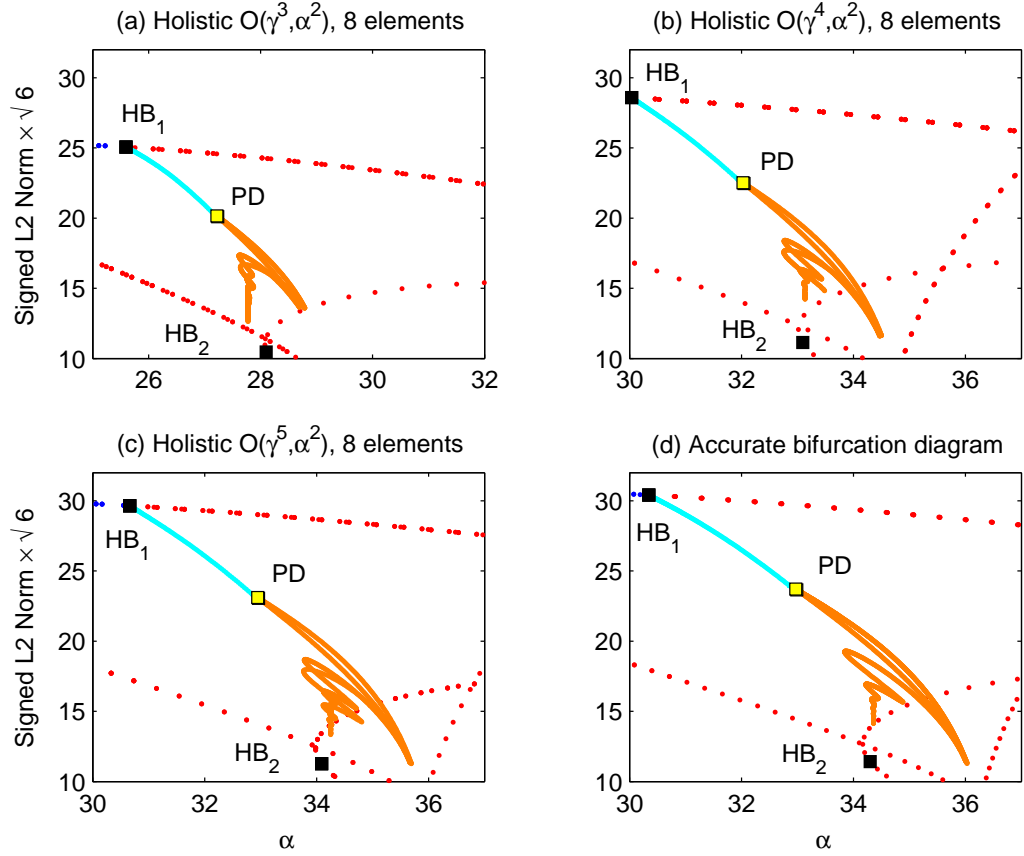 (a) Holistic O(γ³,α²), 8 elements
(b) Holistic O(γ⁴,α²), 8 elements
Signed L2 Norm × √ 6
30
25
20
15
10
HB₁
PD
HB₂
26 28 30 32
30
25
20
15
10
HB₁
PD
HB₂
30 32 34 36
(c) Holistic O(γ⁵,α²), 8 elements
(d) Accurate bifurcation diagram
Signed L2 Norm × √ 6
30
25
20
15
10
HB₁
PD
HB₂
30 32 34 36
α
30
25
20
15
10
HB₁
PD
HB₂
30 32 34 36
α